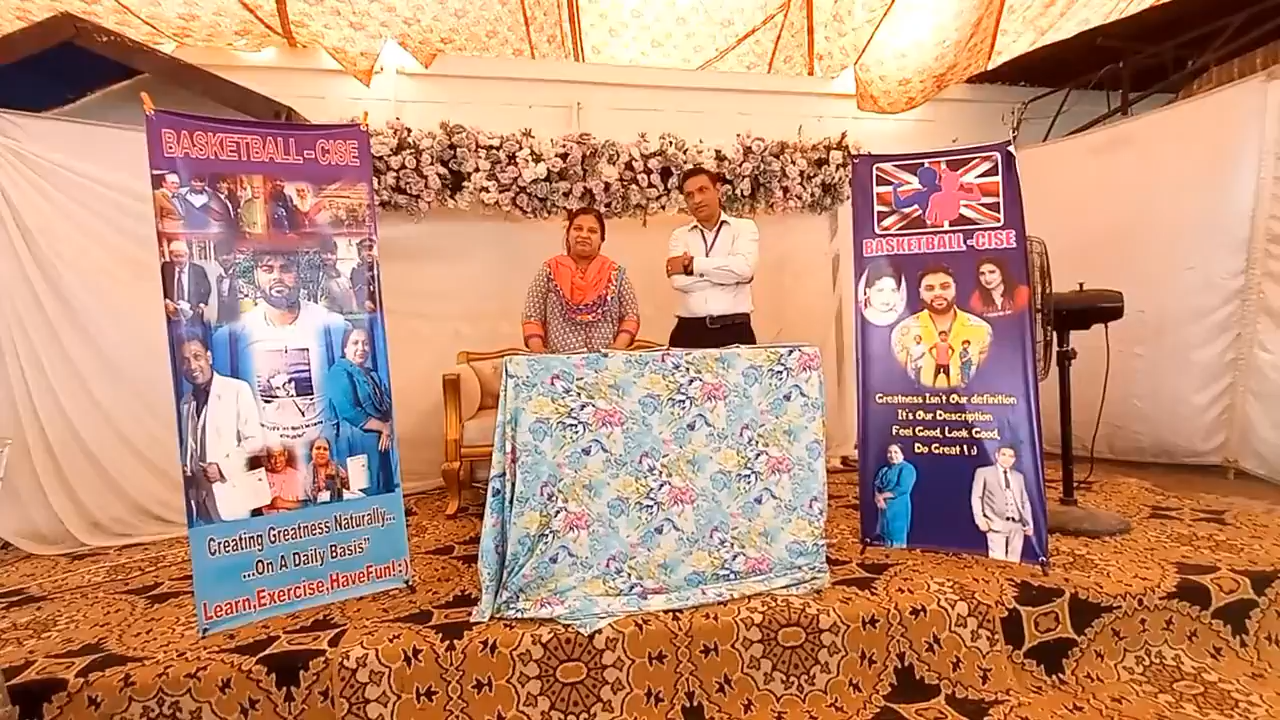 BASKETBALL - CISE
Creating Greatness Naturally...
...On A Daily Basis"
Learn,Exercise,HaveFun!:)
BASKETBALL -CISE
Greatness Isn't Our definition
It's Our Description
Feel Good, Look Good,
Do Great ! :)